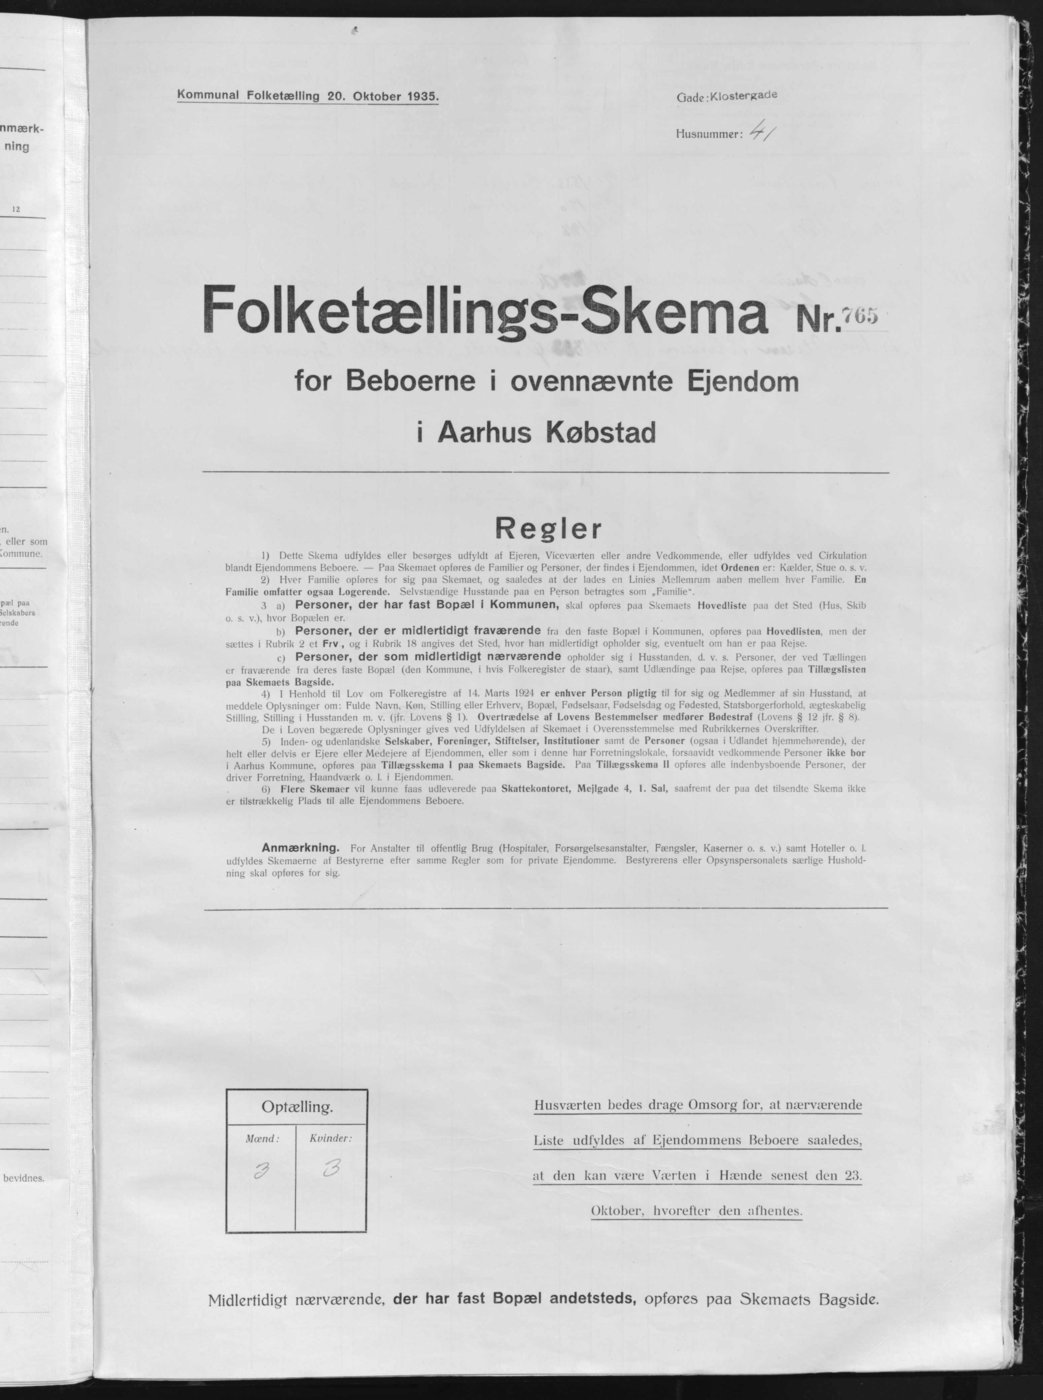 nmærk-
ning
12
en.
, eller som
Kommune.
pæl paa
Selskabers
rende
bevidnes.
Kommunal Folketælling 20. Oktober 1935.
Gade: Klostergade
Husnummer: 41
Folketællings-Skema Nr. 765
for Beboerne i ovennævnte Ejendom
i Aarhus Købstad
Regler
1) Dette Skema udfyldes eller besørges udfyldt af Ejeren, Viceværten eller andre Vedkommende, eller udfyldes ved Cirkulation
blandt Ejendommens Beboere. — Paa Skemaet opføres de Familier og Personer, der findes i Ejendommen, idet Ordenen er: Kælder, Stue o. s. v.
2) Hver Familie opføres for sig paa Skemaet, og saaledes at der lades en Linies Mellemrum aaben mellem hver Familie. En
Familie omfatter ogsaa Logerende. Selvstændige Husstande paa en Person betragtes som „Familie“.
3 a) Personer, der har fast Bopæl i Kommunen, skal opføres paa Skemaets Hovedliste paa det Sted (Hus, Skib
o. s. v.), hvor Bopælen er.
b) Personer, der er midlertidigt fraværende fra den faste Bopæl i Kommunen, opføres paa Hovedlisten, men der
sættes i Rubrik 2 et Frv, og i Rubrik 18 angives det Sted, hvor han midlertidigt opholder sig, eventuelt om han er paa Rejse.
c) Personer, der som midlertidigt nærværende opholder sig i Husstanden, d. v. s. Personer, der ved Tællingen
er fraværende fra deres faste Bopæl (den Kommune, i hvis Folkeregister de staar), samt Udlændinge paa Rejse, opføres paa Tillægslisten
paa Skemaets Bagside.
4) I Henhold til Lov om Folkeregistre af 14. Marts 1924 er enhver Person pligtig til for sig og Medlemmer af sin Husstand, at
meddele Oplysninger om: Fulde Navn, Køn, Stilling eller Erhverv, Bopæl, Fødselsaar, Fødselsdag og Fødested, Statsborgerforhold, ægteskabelig
Stilling, Stilling i Husstanden m. v. (jfr. Lovens § 1). Overtrædelse af Lovens Bestemmelser medfører Bødestraf (Lovens § 12 jfr. § 8).
De i Loven begærede Oplysninger gives ved Udfyldelsen af Skemaet i Overensstemmelse med Rubrikkernes Overskrifter.
5) Inden- og udenlandske Selskaber, Foreninger, Stiftelser, Institutioner samt de Personer (ogsaa i Udlandet hjemmehørende), der
helt eller delvis er Ejere eller Medejere af Ejendommen, eller som i denne har Forretningslokale, forsaavidt vedkommende Personer ikke bor
i Aarhus Kommune, opføres paa Tillægsskema I paa Skemaets Bagside. Paa Tillægsskema II opføres alle indenbysboende Personer, der
driver Forretning, Haandværk o. l. i Ejendommen.
6) Flere Skemaer vil kunne faas udleverede paa Skattekontoret, Mejlgade 4, 1. Sal, saafremt der paa det tilsendte Skema ikke
er tilstrækkelig Plads til alle Ejendommens Beboere.
Anmærkning. For Anstalter til offentlig Brug (Hospitaler, Forsørgelsesanstalter, Fængsler, Kaserner o. s. v.) samt Hoteller o. l.
udfyldes Skemaerne af Bestyrerne efter samme Regler som for private Ejendomme. Bestyrerens eller Opsynspersonalets særlige Hushold-
ning skal opføres for sig.
Optælling.
Mænd: Kvinder:
3 3
Husværten bedes drage Omsorg for, at nærværende
Liste udfyldes af Ejendommens Beboere saaledes,
at den kan være Værten i Hænde senest den 23.
Oktober, hvorefter den afhentes.
Midlertidigt nærværende, der har fast Bopæl andetsteds, opføres paa Skemaets Bagside.